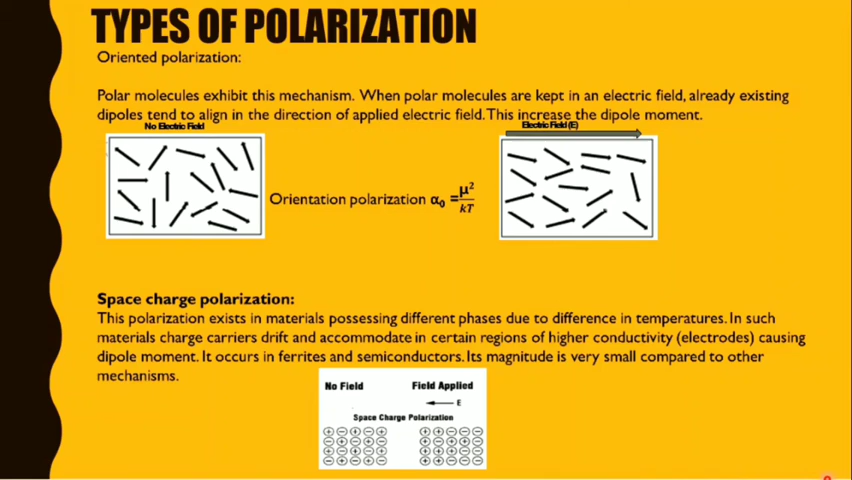 TYPES OF POLARIZATION
Oriented polarization:
Polar molecules exhibit this mechanism. When polar molecules are kept in an electric field, already existing
dipoles tend to align in the direction of applied electric field. This increase the dipole moment.
No Electric Field
Electric Field (E)
Orientation polarization α₀ = μ²/kT
Space charge polarization:
This polarization exists in materials possessing different phases due to difference in temperatures. In such
materials charge carriers drift and accommodate in certain regions of higher conductivity (electrodes) causing
dipole moment. It occurs in ferrites and semiconductors. Its magnitude is very small compared to other
mechanisms.
No Field Field Applied
E
Space Charge Polarization